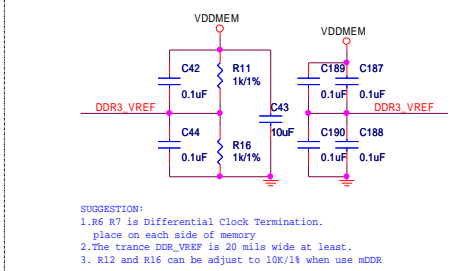 VDDMEM
VDDMEM
C42
R11
C189
C187
0.1uF
1k/1%
0.1uF
0.1uF
DDR3_VREF
C43
DDR3_VREF
C44
10uF
C190
C188
R16
0.1uF
1k/1%
0.1uF
0.1uF
SUGGESTION:
1.R6 R7 is Differential Clock Termination.
place on each side of memory
2.The trance DDR_VREF is 20 mils wide at least.
3. R12 and R16 can be adjust to 10K/1% when use mDDR